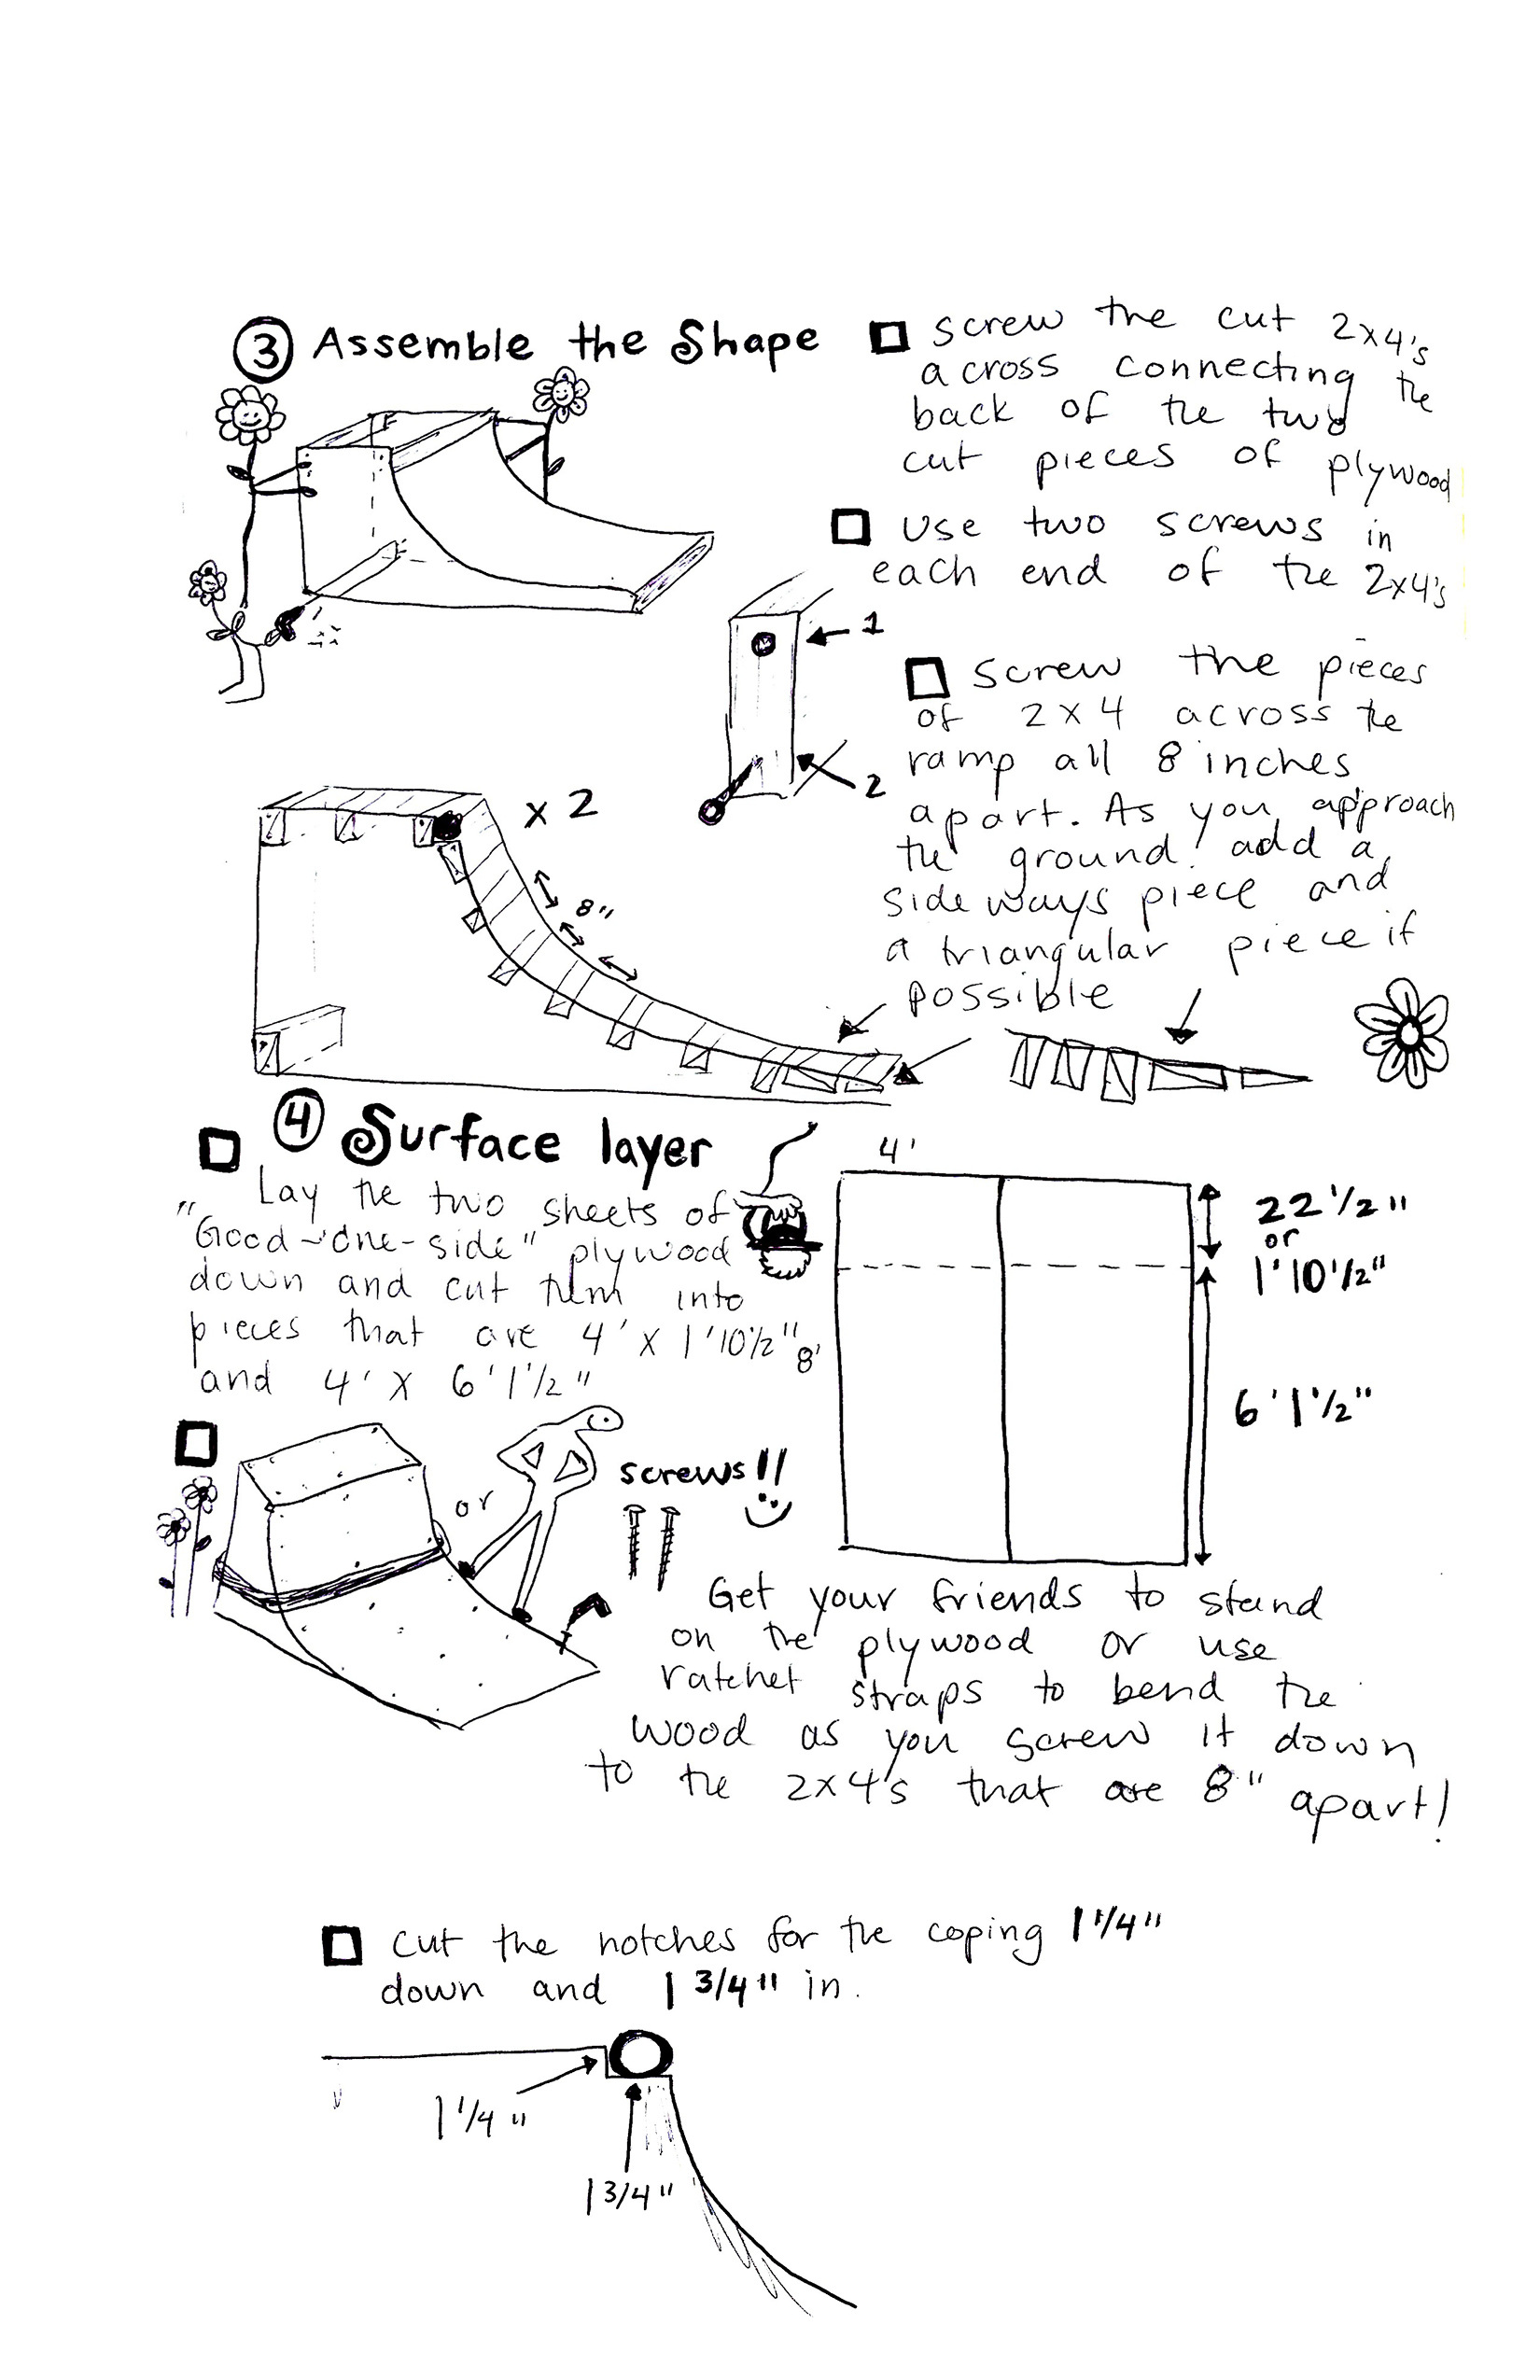 ③ Assemble the Shape
screw the cut 2x4's
across connecting the
back of the two
cut pieces of plywood
Use two screws in
each end of the 2x4's
1
2
Screw the pieces
of 2x4 across the
ramp all 8 inches
apart. As you approach
the ground! add a
sideways piece and
a triangular piece if
possible
x 2
8"
④ Surface layer
Lay the two sheets of
"Good-one-side" plywood
down and cut them into
pieces that are 4' x 1'10½"
and 4' x 6'1½"
4'
8'
22½"
or
1'10½"
6'1½"
or
screws!!
Get your friends to stand
on the plywood or use
ratchet straps to bend the
wood as you screw it down
to the 2x4's that are 8" apart!
Cut the notches for the coping 1 1/4"
down and 1 3/4" in.
1 1/4"
1 3/4"